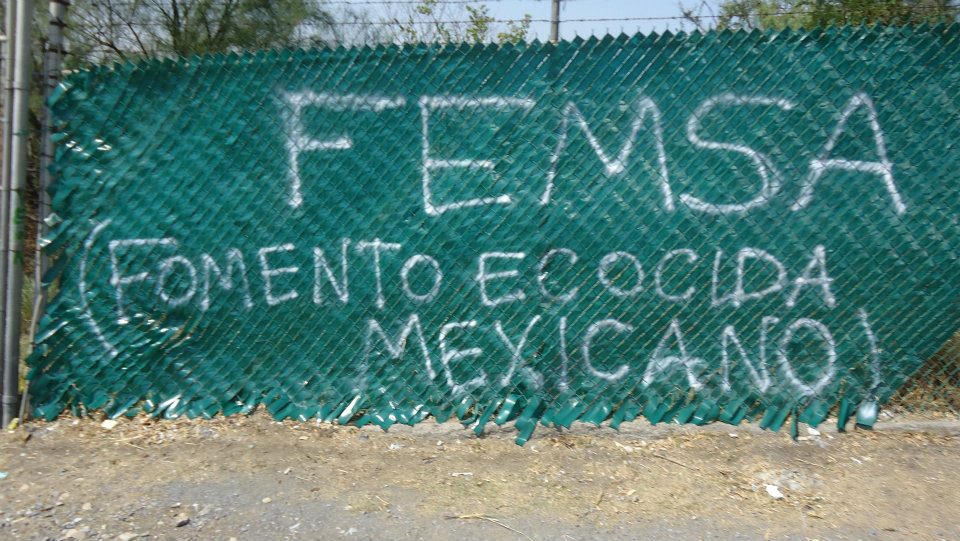 FEMSA
(FOMENTO ECOCIDA
MEXICANO)